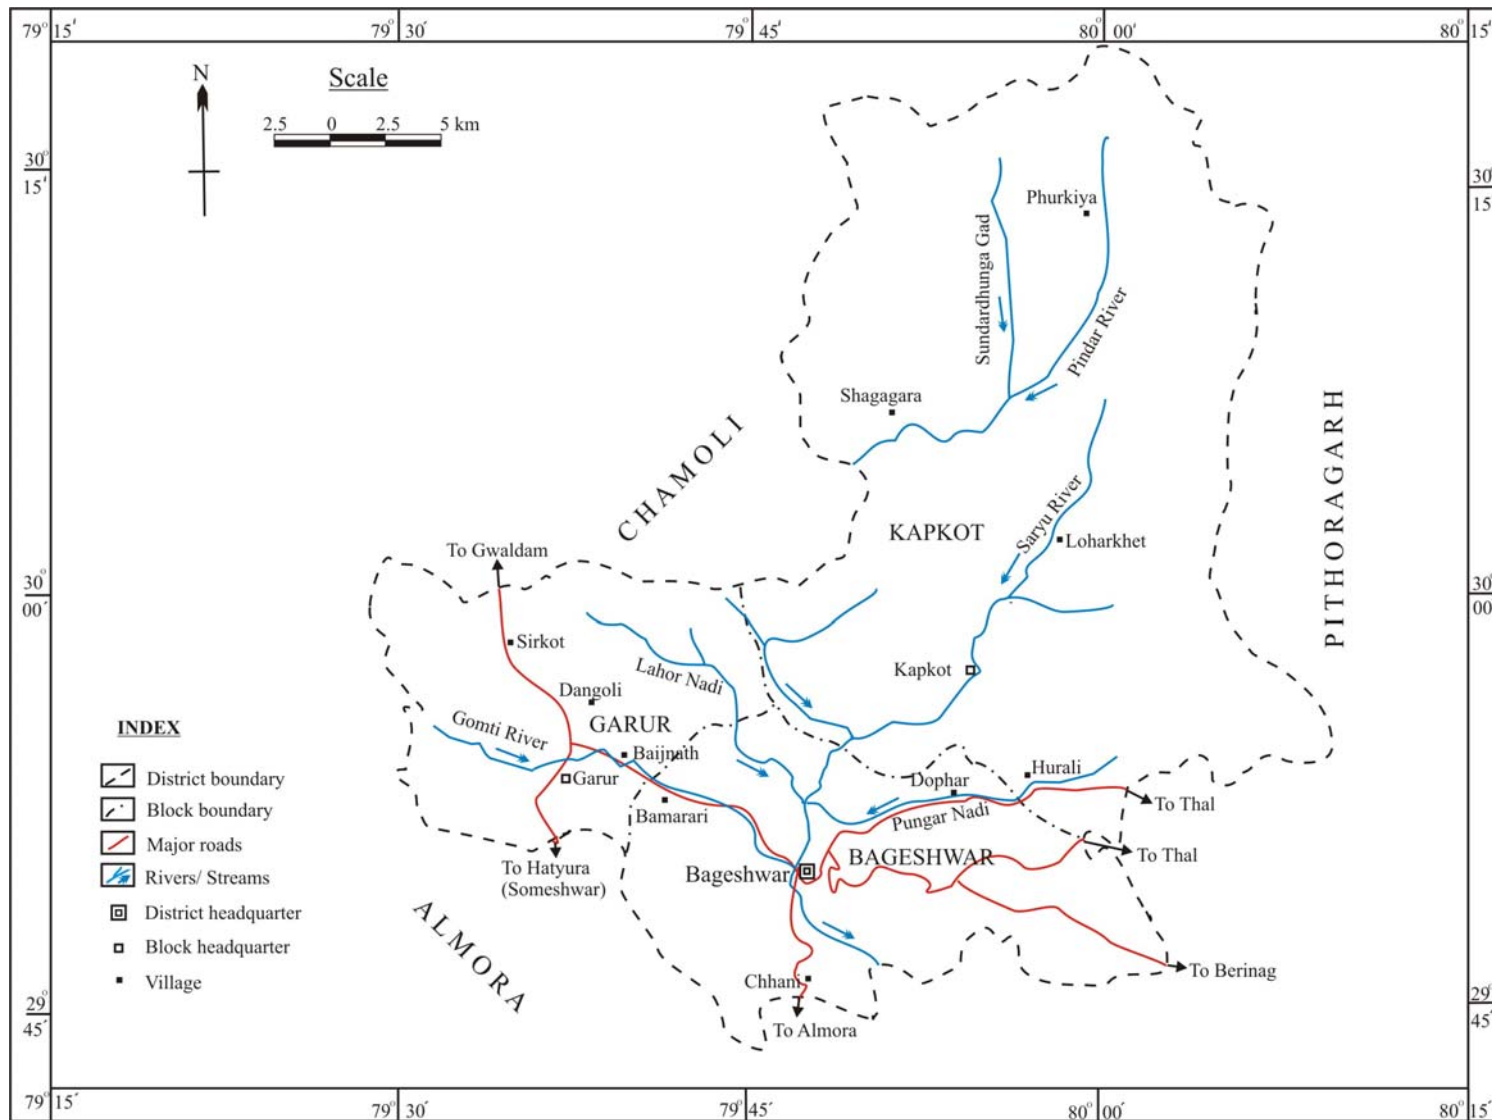 79° 15'
79° 30'
79° 45'
80° 00'
80° 15'
N
Scale
2.5 0 2.5 5 km
30° 15'
30° 15'
Phurkiya
Sundardhunga Gad
Pindar River
Shagagara
CHAMOLI
PITHORAGARH
KAPKOT
Saryu River
Loharkhet
To Gwaldam
30° 00'
30° 00'
Sirkot
Lahor Nadi
Kapkot
Dangoli
GARUR
Gomti River
Baijnath
Garur
Bamarari
Dophar
Hurali
Pungar Nadi
To Thal
To Thal
BAGESHWAR
Bageshwar
To Hatyura
(Someshwar)
ALMORA
To Berinag
Chhani
To Almora
INDEX
District boundary
Block boundary
Major roads
Rivers/ Streams
District headquarter
Block headquarter
Village
29° 45'
29° 45'
79° 15'
79° 30'
79° 45'
80° 00'
80° 15'